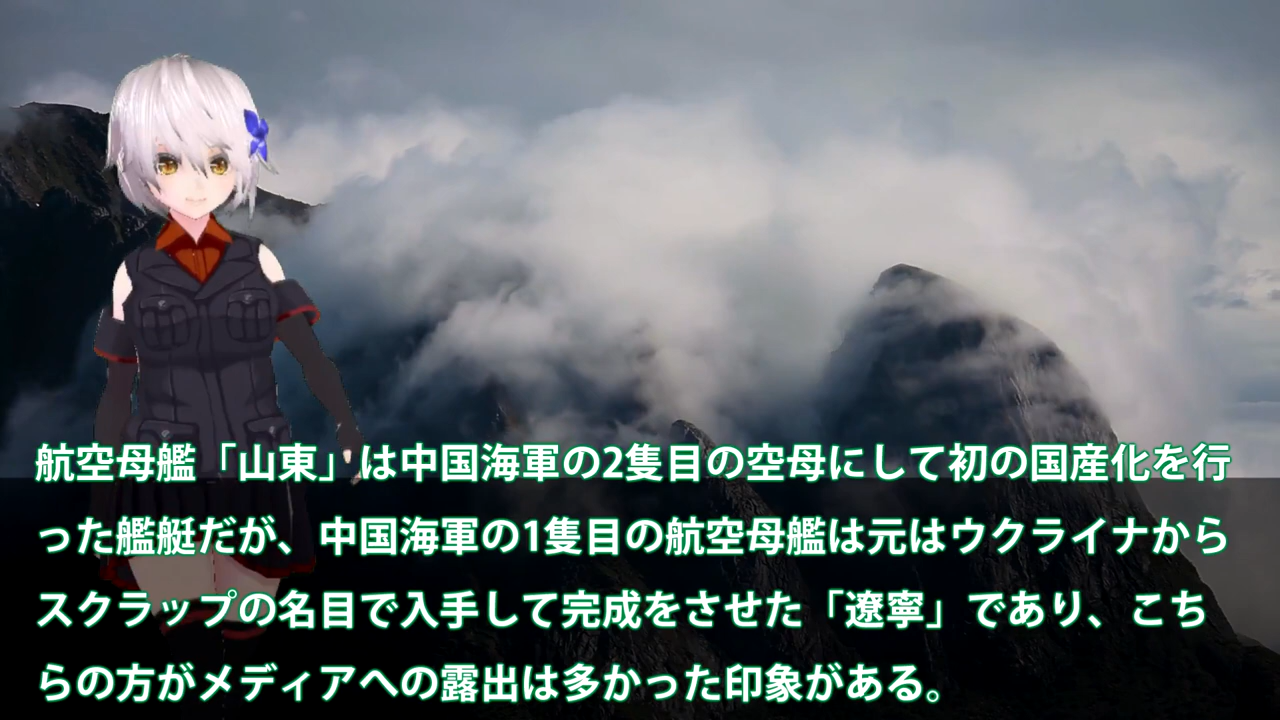 航空母艦「山東」は中国海軍の2隻目の空母にして初の国産化を行
った艦艇だが、中国海軍の1隻目の航空母艦は元はウクライナから
スクラップの名目で入手して完成をさせた「遼寧」であり、こち
らの方がメディアへの露出は多かった印象がある。